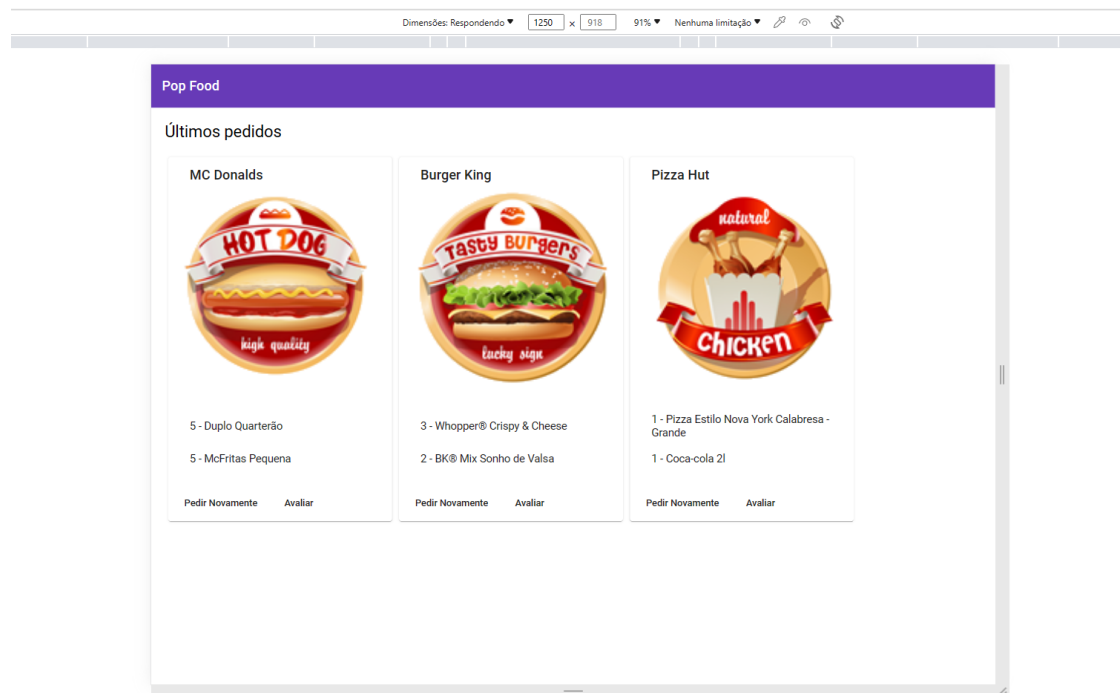 Dimensões: Respondendo ▼ 1250 x 918 91% ▼ Nenhuma limitação ▼
Pop Food
Últimos pedidos
MC Donalds
HOT DOG
high quality
5 - Duplo Quarterão
5 - McFritas Pequena
Pedir Novamente Avaliar
Burger King
Tasty Burgers
lucky sign
3 - Whopper® Crispy & Cheese
2 - BK® Mix Sonho de Valsa
Pedir Novamente Avaliar
Pizza Hut
natural
Chicken
1 - Pizza Estilo Nova York Calabresa -
Grande
1 - Coca-cola 2l
Pedir Novamente Avaliar